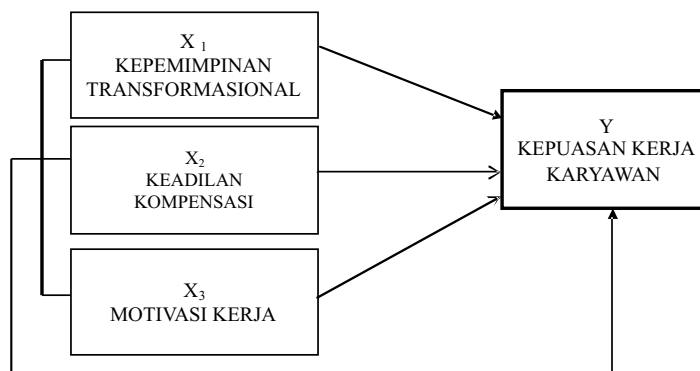 X 1
KEPEMIMPINAN
TRANSFORMASIONAL
X2
KEADILAN
KOMPENSASI
X3
MOTIVASI KERJA
Y
KEPUASAN KERJA
KARYAWAN